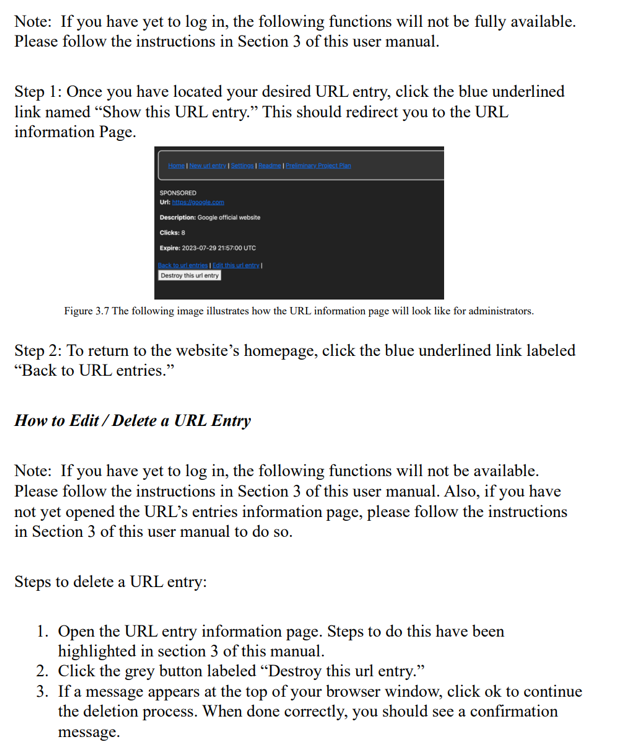 Note:  If you have yet to log in, the following functions will not be fully available.
Please follow the instructions in Section 3 of this user manual.
Step 1: Once you have located your desired URL entry, click the blue underlined
link named “Show this URL entry.” This should redirect you to the URL
information Page.
Home | New url entry | Settings | Readme | Preliminary Project Plan
SPONSORED
Url: https://google.com
Description: Google official website
Clicks: 8
Expire: 2023-07-29 21:57:00 UTC
Back to url entries | Edit this url entry |
Destroy this url entry
Figure 3.7 The following image illustrates how the URL information page will look like for administrators.
Step 2: To return to the website’s homepage, click the blue underlined link labeled
“Back to URL entries.”
How to Edit / Delete a URL Entry
Note:  If you have yet to log in, the following functions will not be available.
Please follow the instructions in Section 3 of this user manual. Also, if you have
not yet opened the URL’s entries information page, please follow the instructions
in Section 3 of this user manual to do so.
Steps to delete a URL entry:
1. Open the URL entry information page. Steps to do this have been
highlighted in section 3 of this manual.
2. Click the grey button labeled “Destroy this url entry.”
3. If a message appears at the top of your browser window, click ok to continue
the deletion process. When done correctly, you should see a confirmation
message.